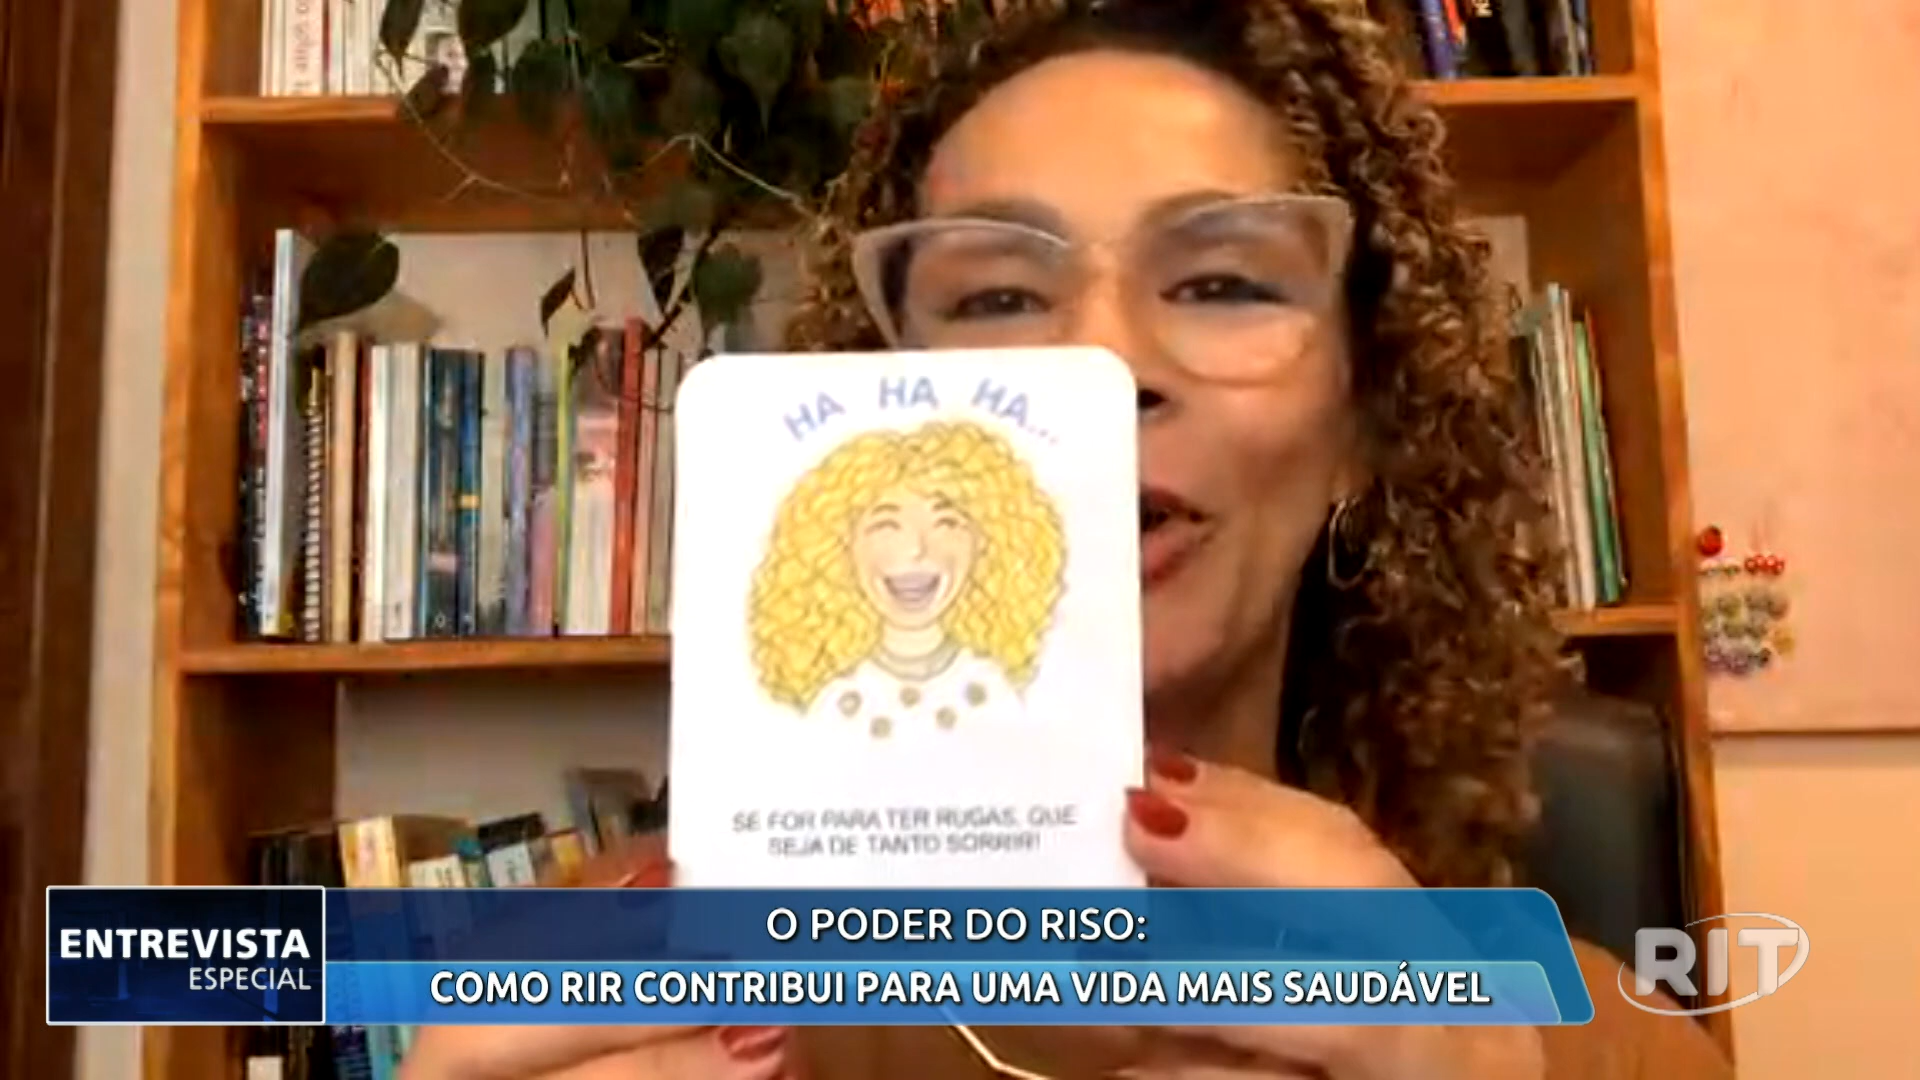 HA HA HA...
SE FOR PARA TER RUGAS, QUE
SEJA DE TANTO SORRIR!
O PODER DO RISO:
ENTREVISTA
ESPECIAL
COMO RIR CONTRIBUI PARA UMA VIDA MAIS SAUDÁVEL
RIT